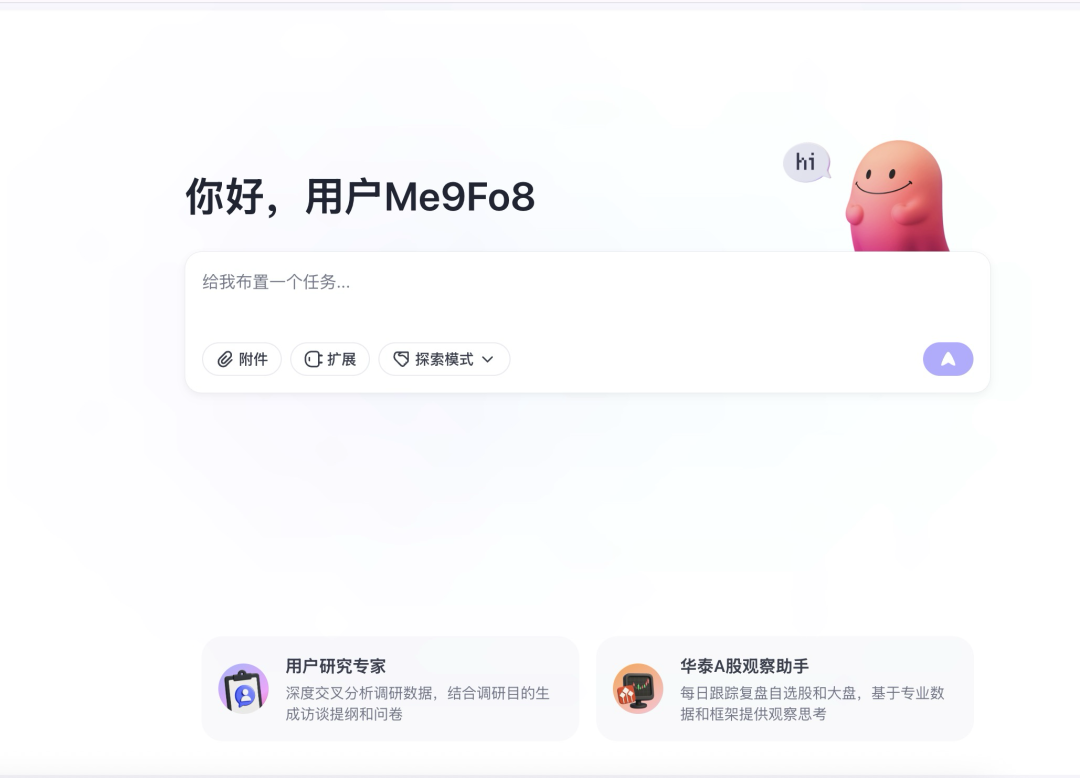 hi
你好，用户Me9Fo8
给我布置一个任务...
附件
扩展
探索模式
用户研究专家
深度交叉分析调研数据，结合调研目的生
成访谈提纲和问卷
华泰A股观察助手
每日跟踪复盘自选股和大盘，基于专业数
据和框架提供观察思考